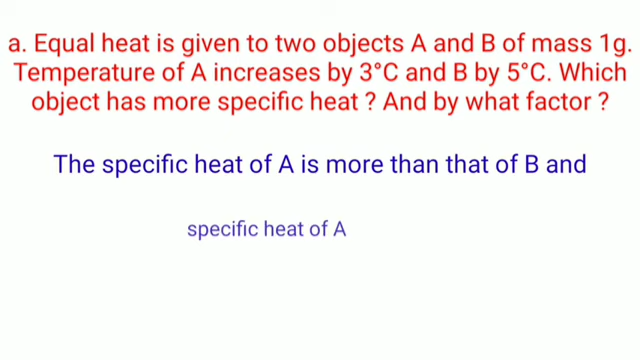 a. Equal heat is given to two objects A and B of mass 1g.
Temperature of A increases by 3°C and B by 5°C. Which
object has more specific heat ? And by what factor ?
The specific heat of A is more than that of B and
specific heat of A